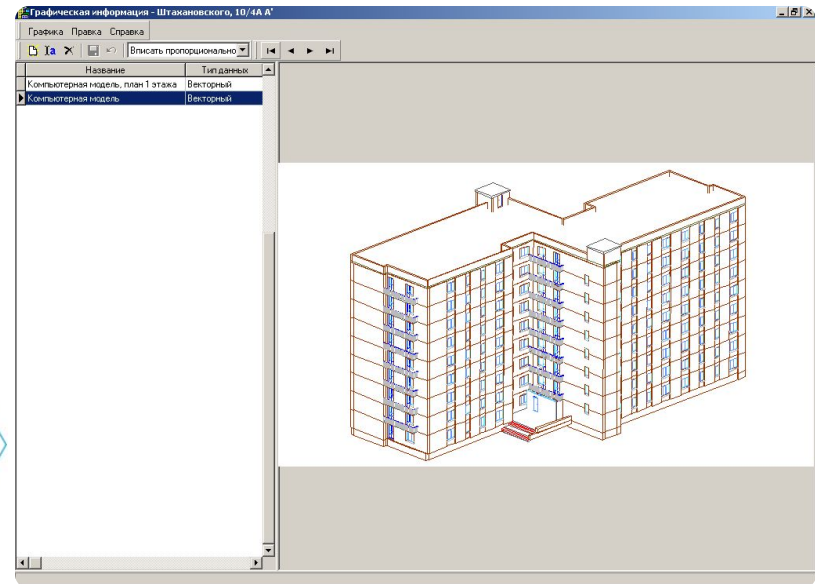 Графическая информация - Штахановского, 10/4А А'
Графика Правка Справка
Вписать пропорционально
Название Тип данных
Компьютерная модель, план 1 этажа Векторный
Компьютерная модель Векторный